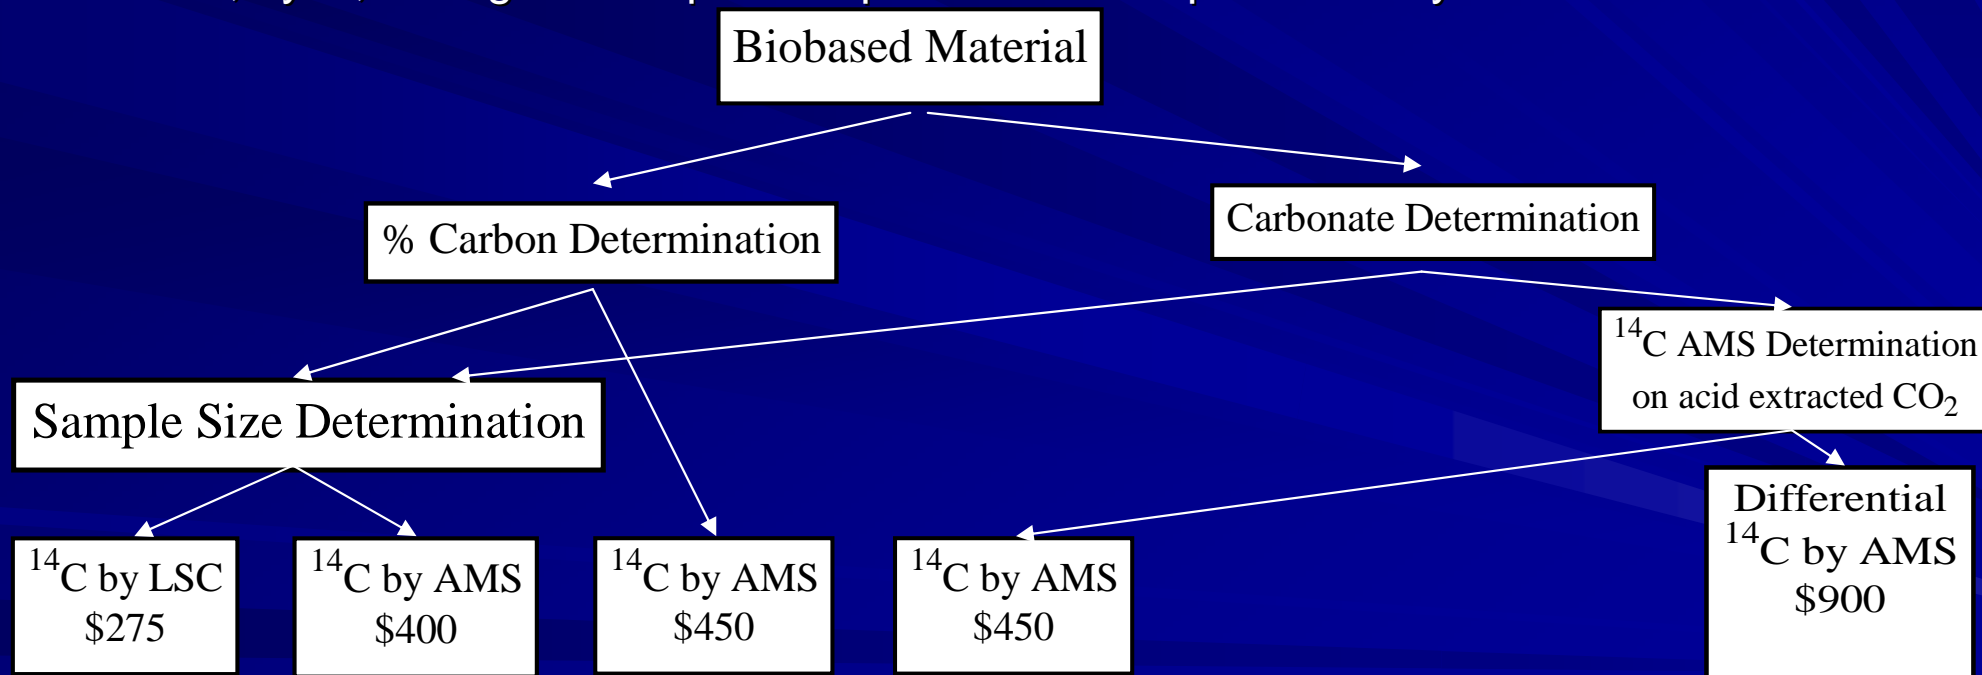 Biobased Material
% Carbon Determination
Carbonate Determination
¹⁴C AMS Determination
on acid extracted CO₂
Sample Size Determination
¹⁴C by LSC
$275
¹⁴C by AMS
$400
¹⁴C by AMS
$450
¹⁴C by AMS
$450
Differential
¹⁴C by AMS
$900